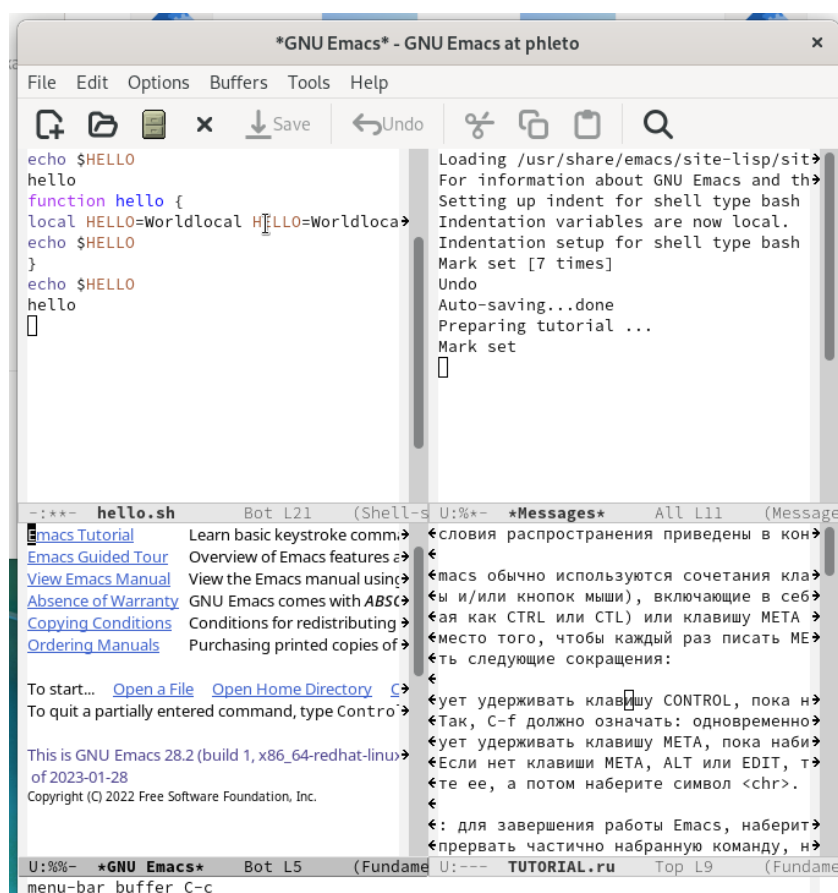 *GNU Emacs* - GNU Emacs at phleto ×
File Edit Options Buffers Tools Help
Save Undo
echo $HELLO
hello
function hello {
local HELLO=Worldlocal HELLO=Worldloca
echo $HELLO
}
echo $HELLO
hello
-:**- hello.sh Bot L21 (Shell-s
Loading /usr/share/emacs/site-lisp/sit
For information about GNU Emacs and th
Setting up indent for shell type bash
Indentation variables are now local.
Indentation setup for shell type bash
Mark set [7 times]
Undo
Auto-saving...done
Preparing tutorial ...
Mark set
U:%*- *Messages* All L11 (Message
Emacs Tutorial Learn basic keystroke comm
Emacs Guided Tour Overview of Emacs features a
View Emacs Manual View the Emacs manual using
Absence of Warranty GNU Emacs comes with ABSO
Copying Conditions Conditions for redistributing
Ordering Manuals Purchasing printed copies of
To start... Open a File Open Home Directory C
To quit a partially entered command, type Contro
This is GNU Emacs 28.2 (build 1, x86_64-redhat-linux
of 2023-01-28
Copyright (C) 2022 Free Software Foundation, Inc.
U:%%- *GNU Emacs* Bot L5 (Fundame
словия распространения приведены в кон
macs обычно используются сочетания кла
ы и/или кнопок мыши), включающие в себ
ая как CTRL или CTL) или клавишу META
место того, чтобы каждый раз писать ME
ть следующие сокращения:
ует удерживать клавишу CONTROL, пока н
Так, C-f должно означать: одновременно
ует удерживать клавишу META, пока наби
Если нет клавиши META, ALT или EDIT, т
те ее, а потом наберите символ <chr>.
: для завершения работы Emacs, наберит
прервать частично набранную команду, н
U:--- TUTORIAL.ru Top L9 (Fundame
menu-bar buffer C-c